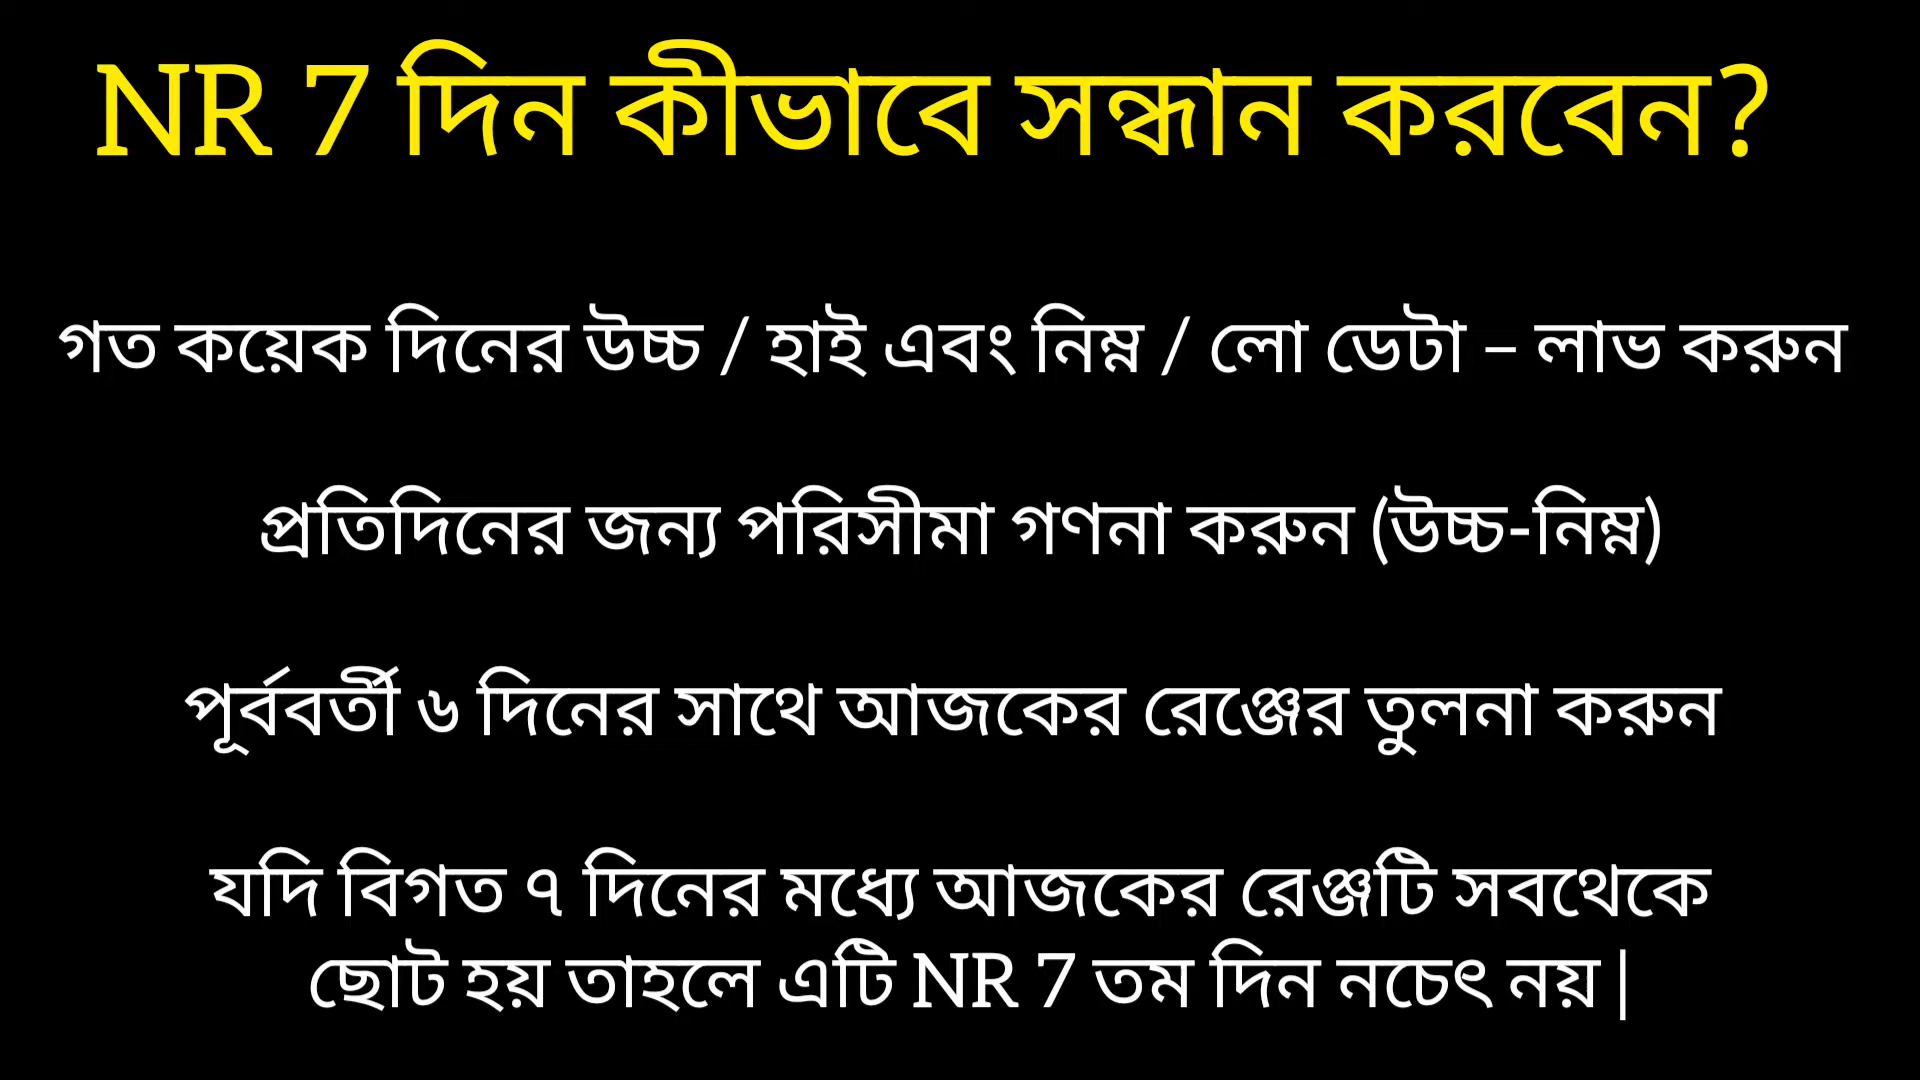 NR 7 দিন কীভাবে সন্ধান করবেন?
গত কয়েক দিনের উচ্চ / হাই এবং নিম্ন / লো ডেটা – লাভ করুন
প্রতিদিনের জন্য পরিসীমা গণনা করুন (উচ্চ-নিম্ন)
পূর্ববর্তী ৬ দিনের সাথে আজকের রেঞ্জের তুলনা করুন
যদি বিগত ৭ দিনের মধ্যে আজকের রেঞ্জটি সবথেকে
ছোট হয় তাহলে এটি NR 7 তম দিন নচেৎ নয় |